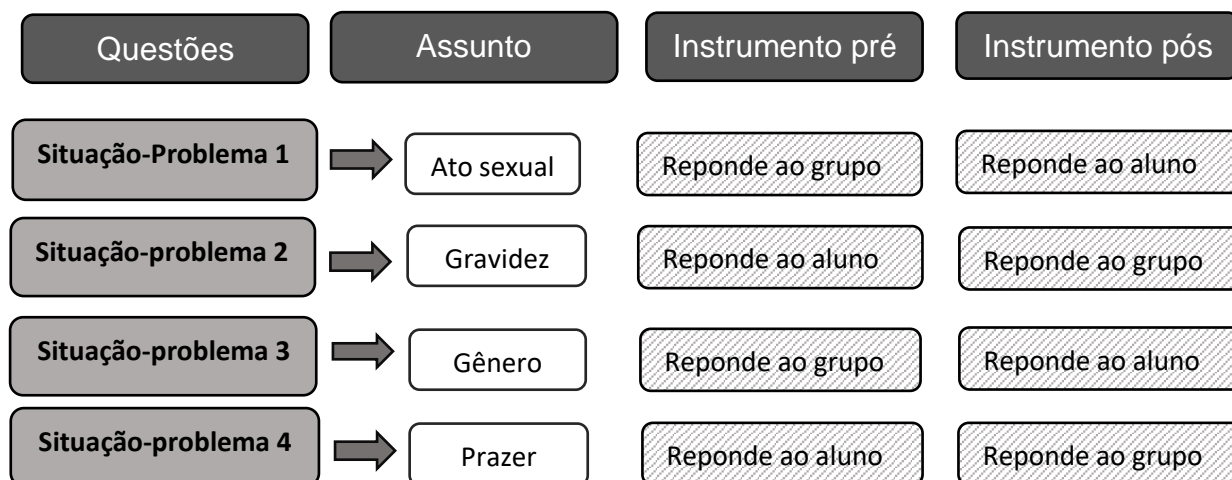 Questões Assunto Instrumento pré Instrumento pós
Situação-Problema 1 Ato sexual Reponde ao grupo Reponde ao aluno
Situação-problema 2 Gravidez Reponde ao aluno Reponde ao grupo
Situação-problema 3 Gênero Reponde ao grupo Reponde ao aluno
Situação-problema 4 Prazer Reponde ao aluno Reponde ao grupo